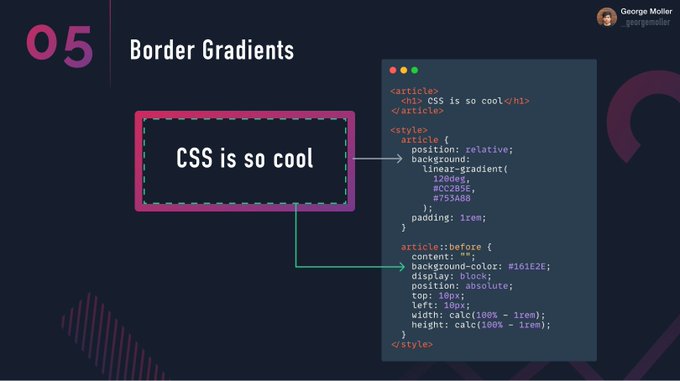 05
Border Gradients
George Moller
_georgemoller
CSS is so cool
<article>
<h1> CSS is so cool</h1>
</article>
<style>
article {
position: relative;
background:
linear-gradient(
120deg,
#CC2B5E,
#753A88
);
padding: 1rem;
}
article::before {
content: "";
background-color: #161E2E;
display: block;
position: absolute;
top: 10px;
left: 10px;
width: calc(100% - 1rem);
height: calc(100% - 1rem);
}
</style>